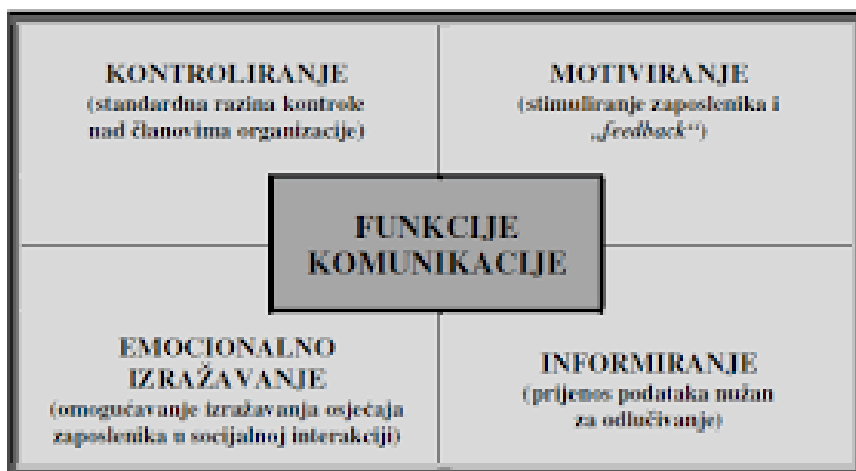 KONTROLIRANJE
(standardna razina kontrole
nad članovima organizacije)
MOTIVIRANJE
(stimuliranje zaposlenika i
„feedback“)
FUNKCIJE
KOMUNIKACIJE
EMOCIONALNO
IZRAŽAVANJE
(omogućavanje izražavanja osjećaja
zaposlenika u socijalnoj interakciji)
INFORMIRANJE
(prijenos podataka nužan
za odlučivanje)